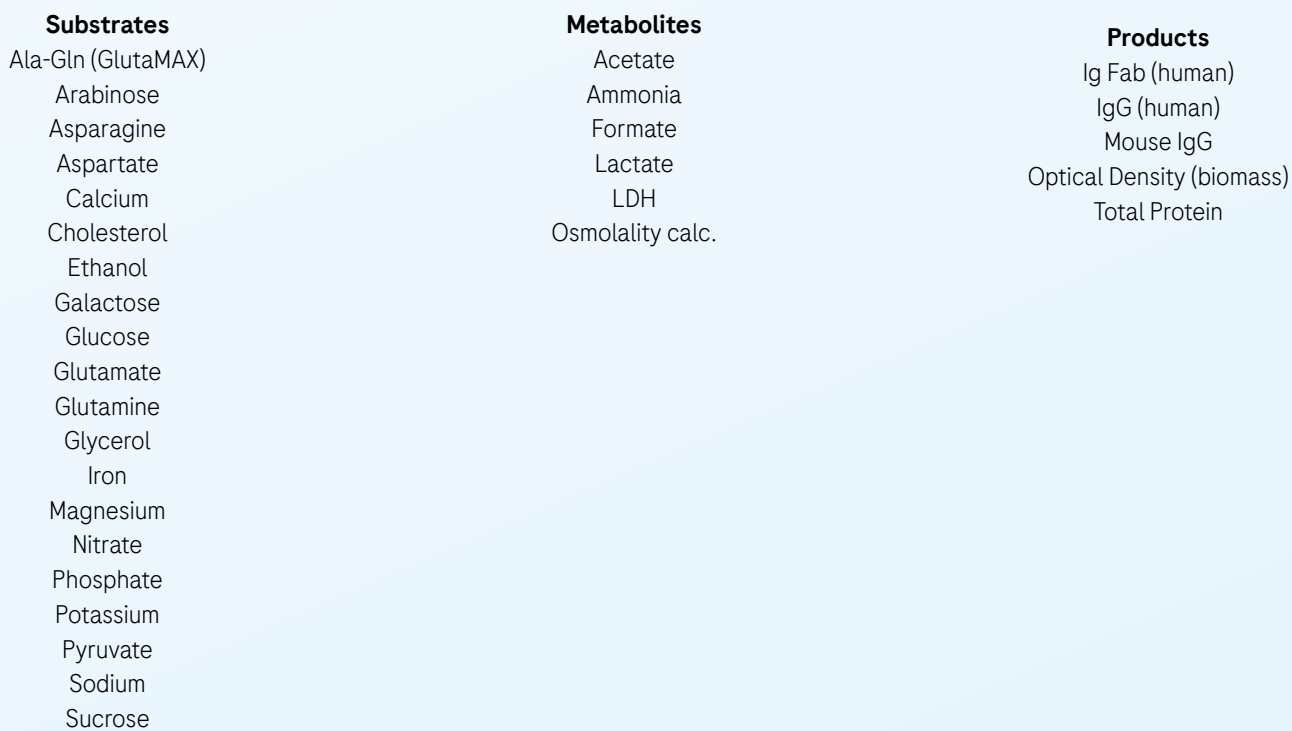 Substrates
Ala-Gln (GlutaMAX)
Arabinose
Asparagine
Aspartate
Calcium
Cholesterol
Ethanol
Galactose
Glucose
Glutamate
Glutamine
Glycerol
Iron
Magnesium
Nitrate
Phosphate
Potassium
Pyruvate
Sodium
Sucrose
Metabolites
Acetate
Ammonia
Formate
Lactate
LDH
Osmolality calc.
Products
Ig Fab (human)
IgG (human)
Mouse IgG
Optical Density (biomass)
Total Protein